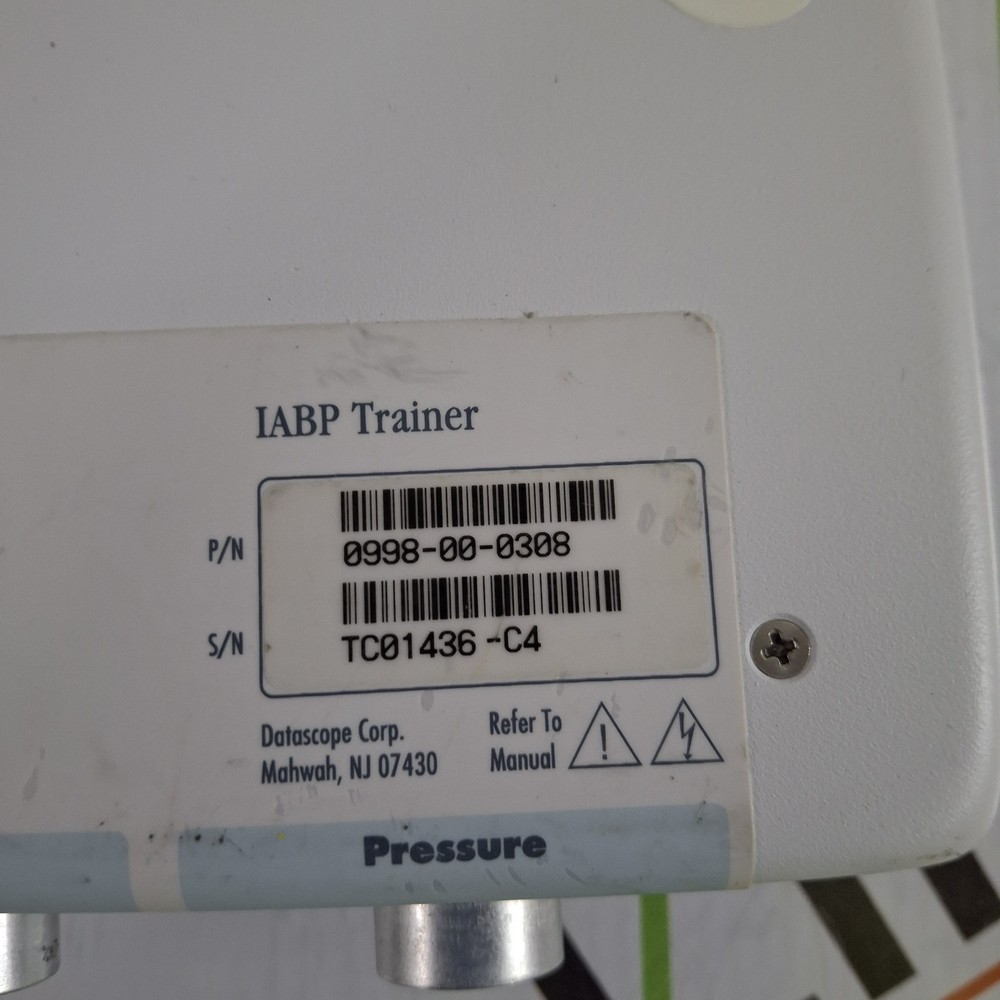 IABP Trainer
P/N 0998-00-0308
S/N TC01436-C4
Datascope Corp.
Mahwah, NJ 07430
Refer To
Manual
Pressure